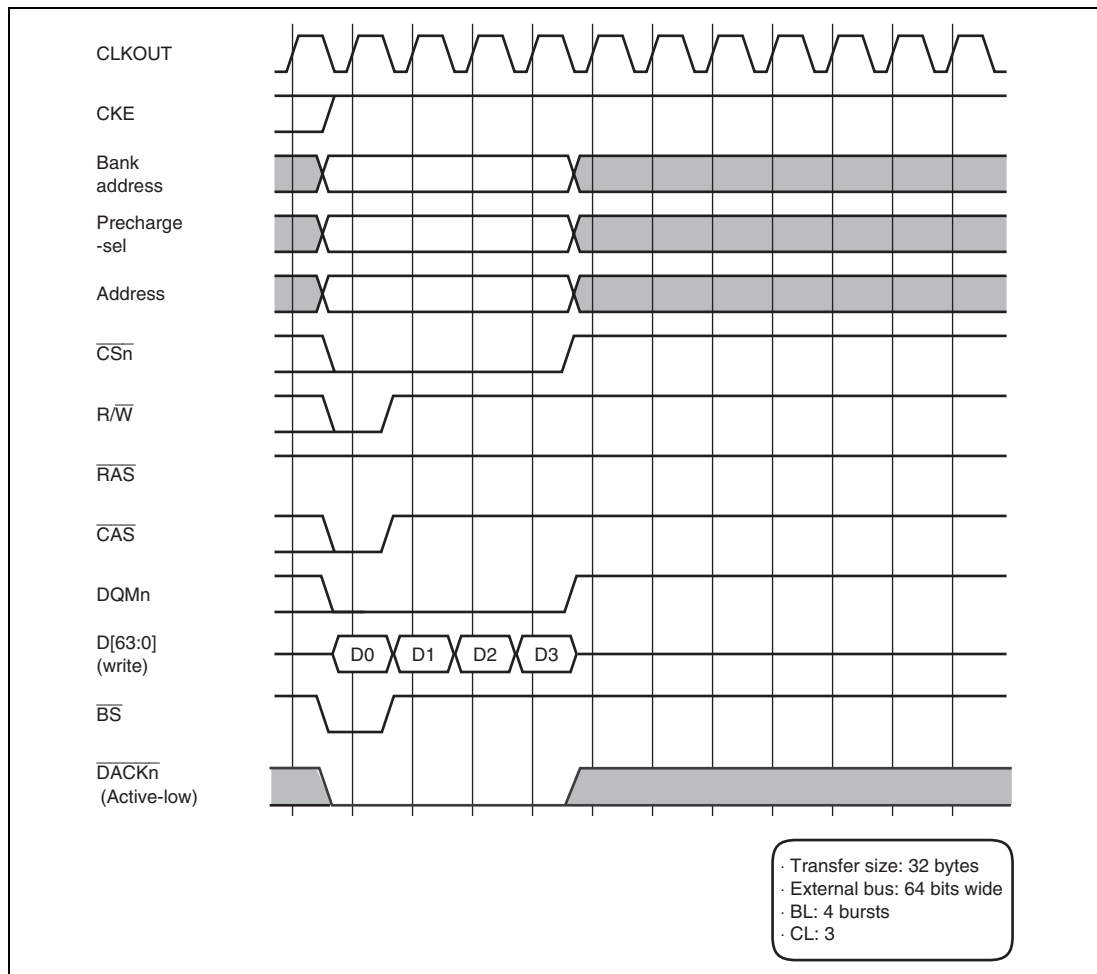 CLKOUT
CKE
Bank
address
Precharge
-sel
Address
CSn
R/W
RAS
CAS
DQMn
D[63:0]
(write)
D0 D1 D2 D3
BS
DACKn
(Active-low)
· Transfer size: 32 bytes
· External bus: 64 bits wide
· BL: 4 bursts
· CL: 3